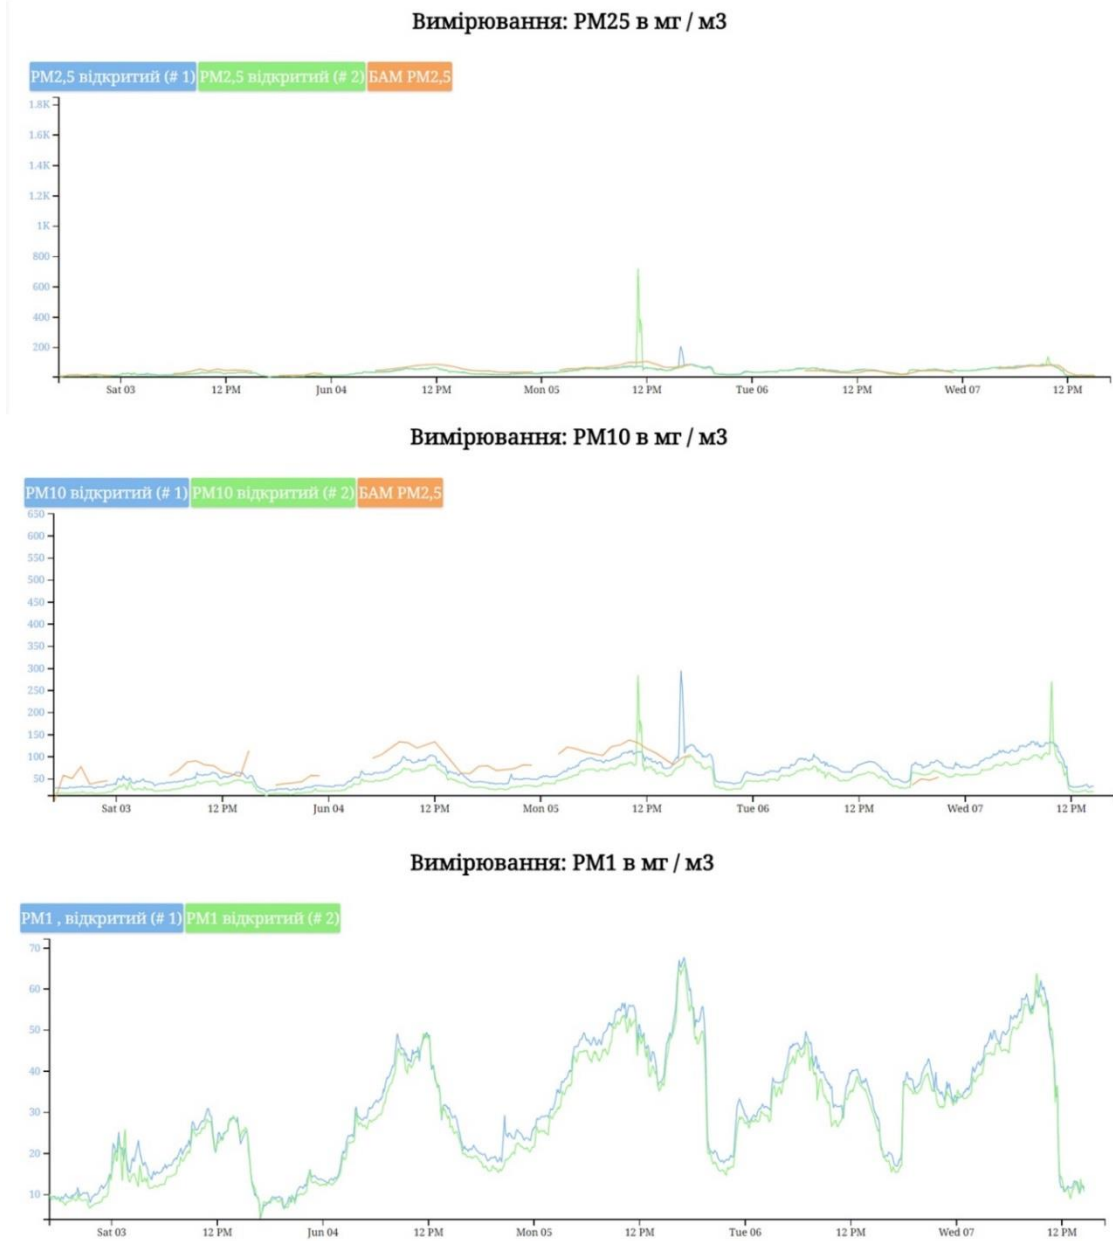 Вимірювання: PM25 в мг / м3
PM2,5 відкритий (# 1) PM2,5 відкритий (# 2) БАМ PM2,5
1.8K
1.6K
1.4K
1.2K
1K
800
600
400
200
Sat 03 12 PM Jun 04 12 PM Mon 05 12 PM Tue 06 12 PM Wed 07 12 PM
Вимірювання: PM10 в мг / м3
PM10 відкритий (# 1) PM10 відкритий (# 2) БАМ PM2,5
650
600
550
500
450
400
350
300
250
200
150
100
50
Sat 03 12 PM Jun 04 12 PM Mon 05 12 PM Tue 06 12 PM Wed 07 12 PM
Вимірювання: PM1 в мг / м3
PM1 , відкритий (# 1) PM1 відкритий (# 2)
70
60
50
40
30
20
10
Sat 03 12 PM Jun 04 12 PM Mon 05 12 PM Tue 06 12 PM Wed 07 12 PM